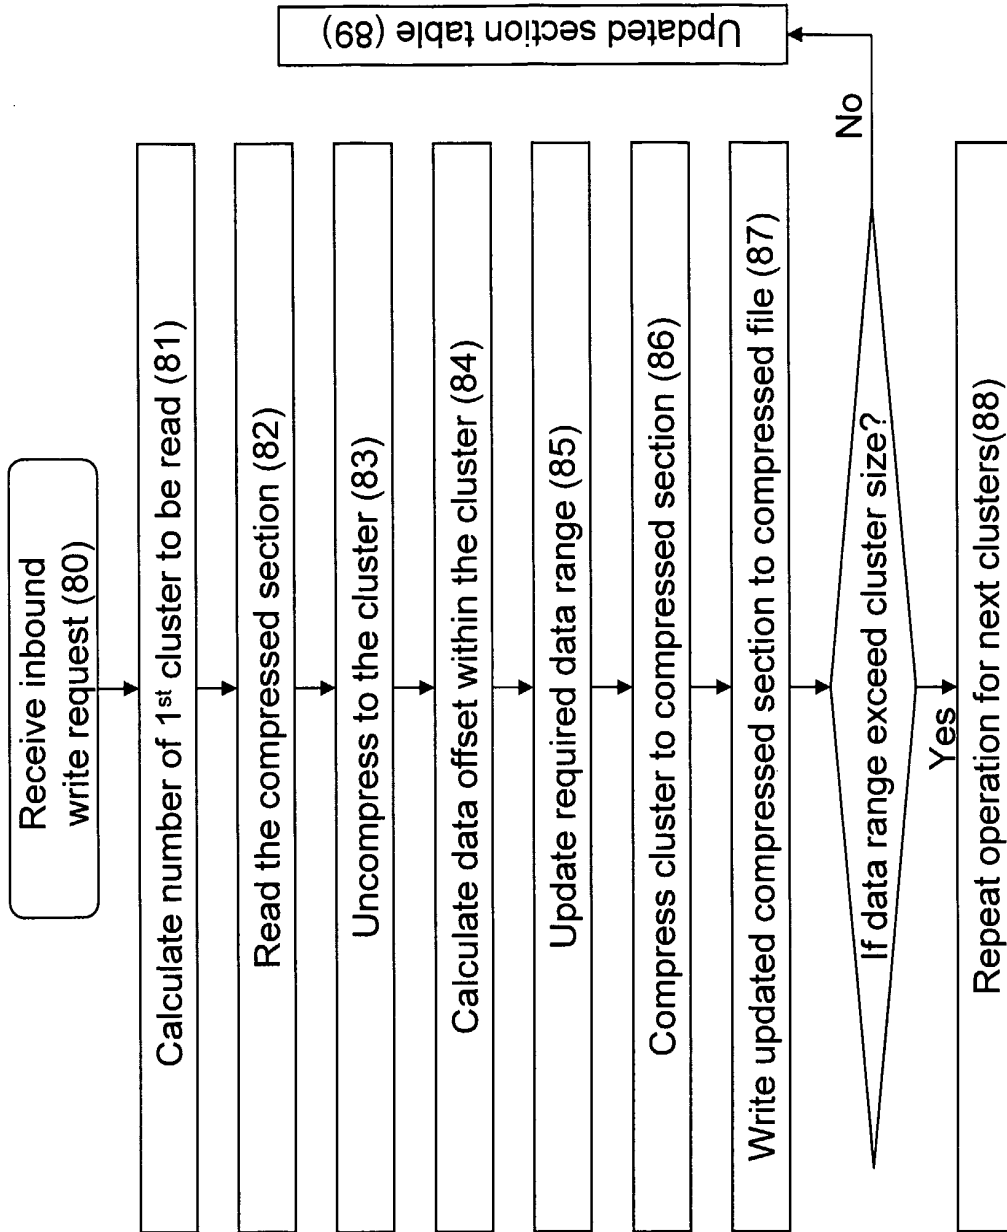 Receive inbound
write request (80)
Calculate number of 1st cluster to be read (81)
Read the compressed section (82)
Uncompress to the cluster (83)
Calculate data offset within the cluster (84)
Update required data range (85)
Compress cluster to compressed section (86)
Write updated compressed section to compressed file (87)
If data range exceed cluster size?
No
Updated section table (89)
Yes
Repeat operation for next clusters(88)